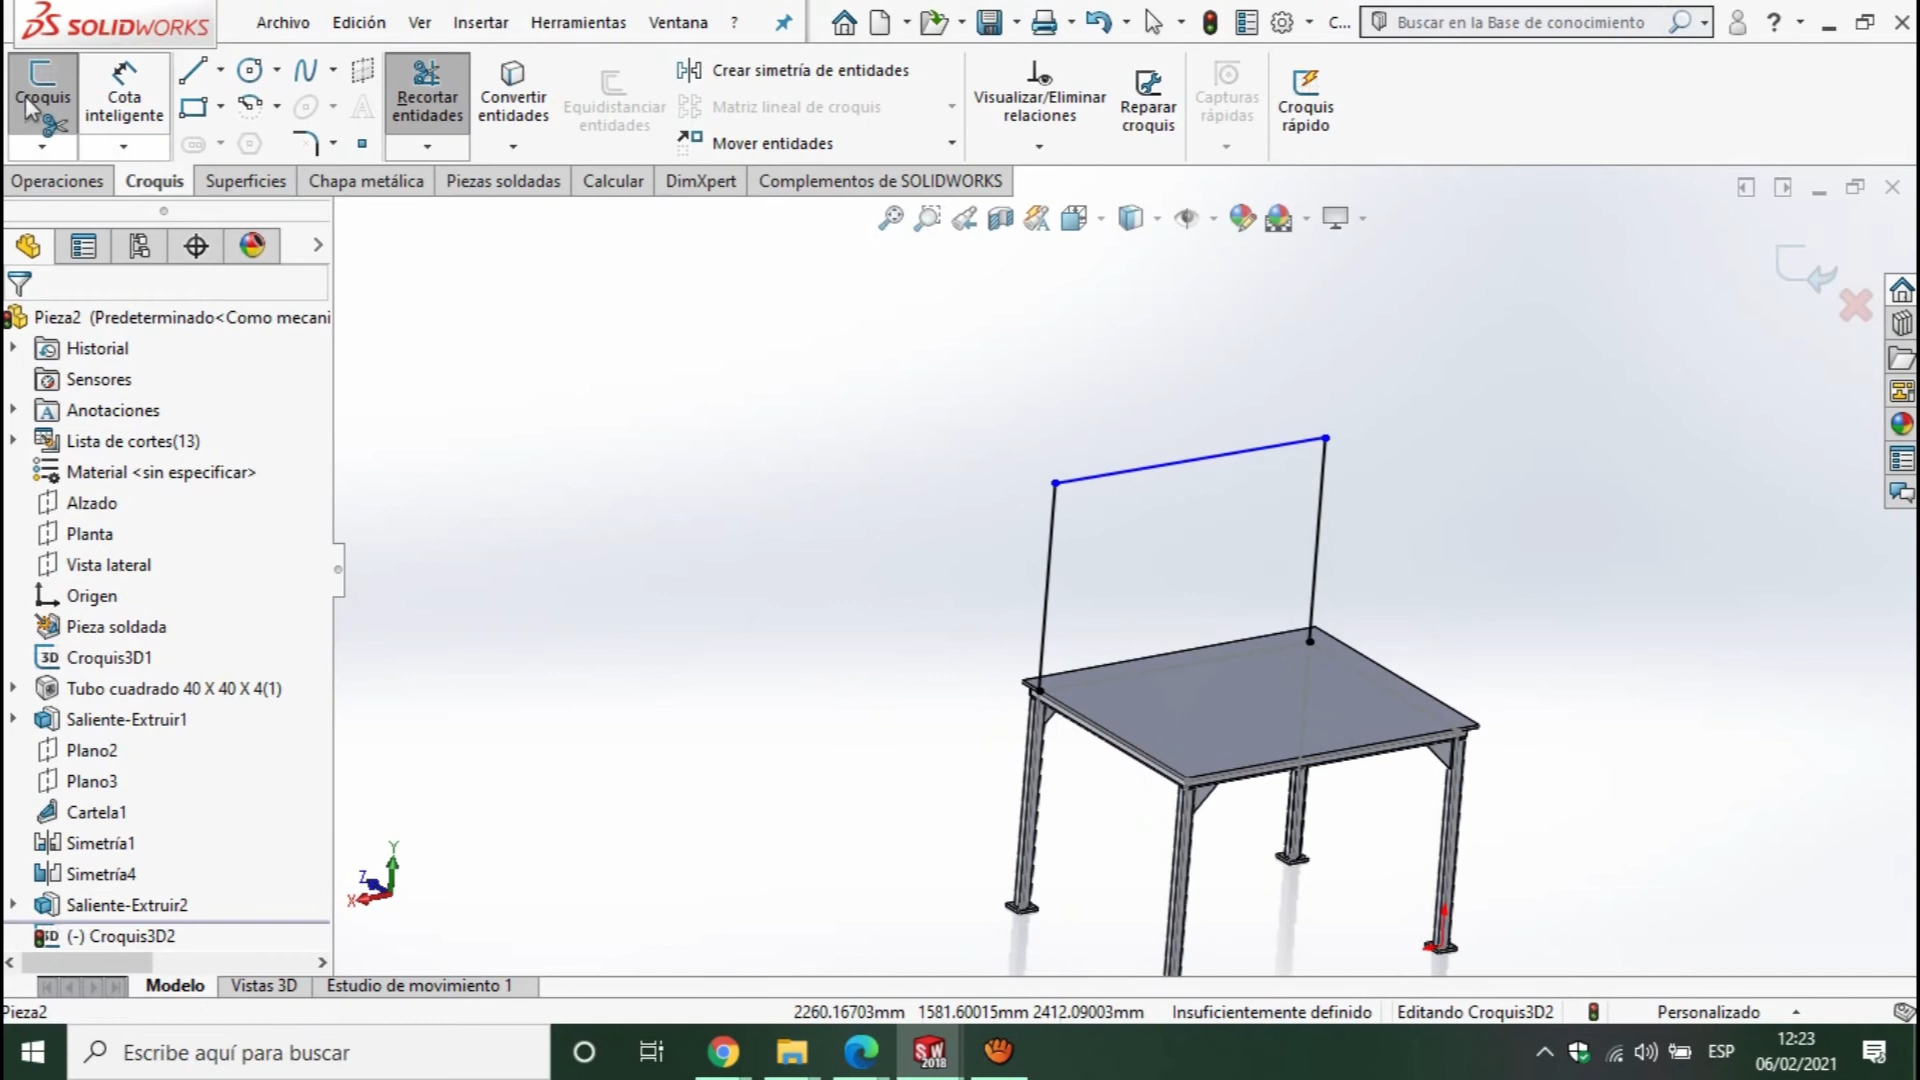 SOLIDWORKS
Archivo Edición Ver Insertar Herramientas Ventana ?
C... Buscar en la Base de conocimiento ?
Croquis
Cota inteligente
Recortar entidades
Convertir entidades
Equidistanciar entidades
Crear simetría de entidades
Matriz lineal de croquis
Mover entidades
Visualizar/Eliminar relaciones
Reparar croquis
Capturas rápidas
Croquis rápido
Operaciones Croquis Superficies Chapa metálica Piezas soldadas Calcular DimXpert Complementos de SOLIDWORKS
Pieza2 (Predeterminado<Como mecani
Historial
Sensores
Anotaciones
Lista de cortes(13)
Material <sin especificar>
Alzado
Planta
Vista lateral
Origen
Pieza soldada
3D Croquis3D1
Tubo cuadrado 40 X 40 X 4(1)
Saliente-Extruir1
Plano2
Plano3
Cartela1
Simetría1
Simetría4
Saliente-Extruir2
(-) Croquis3D2
Y
Z
X
Modelo Vistas 3D Estudio de movimiento 1
Pieza2 2260.16703mm 1581.60015mm 2412.09003mm Insuficientemente definido Editando Croquis3D2 Personalizado
Escribe aquí para buscar
SW 2018
ESP
12:23
06/02/2021